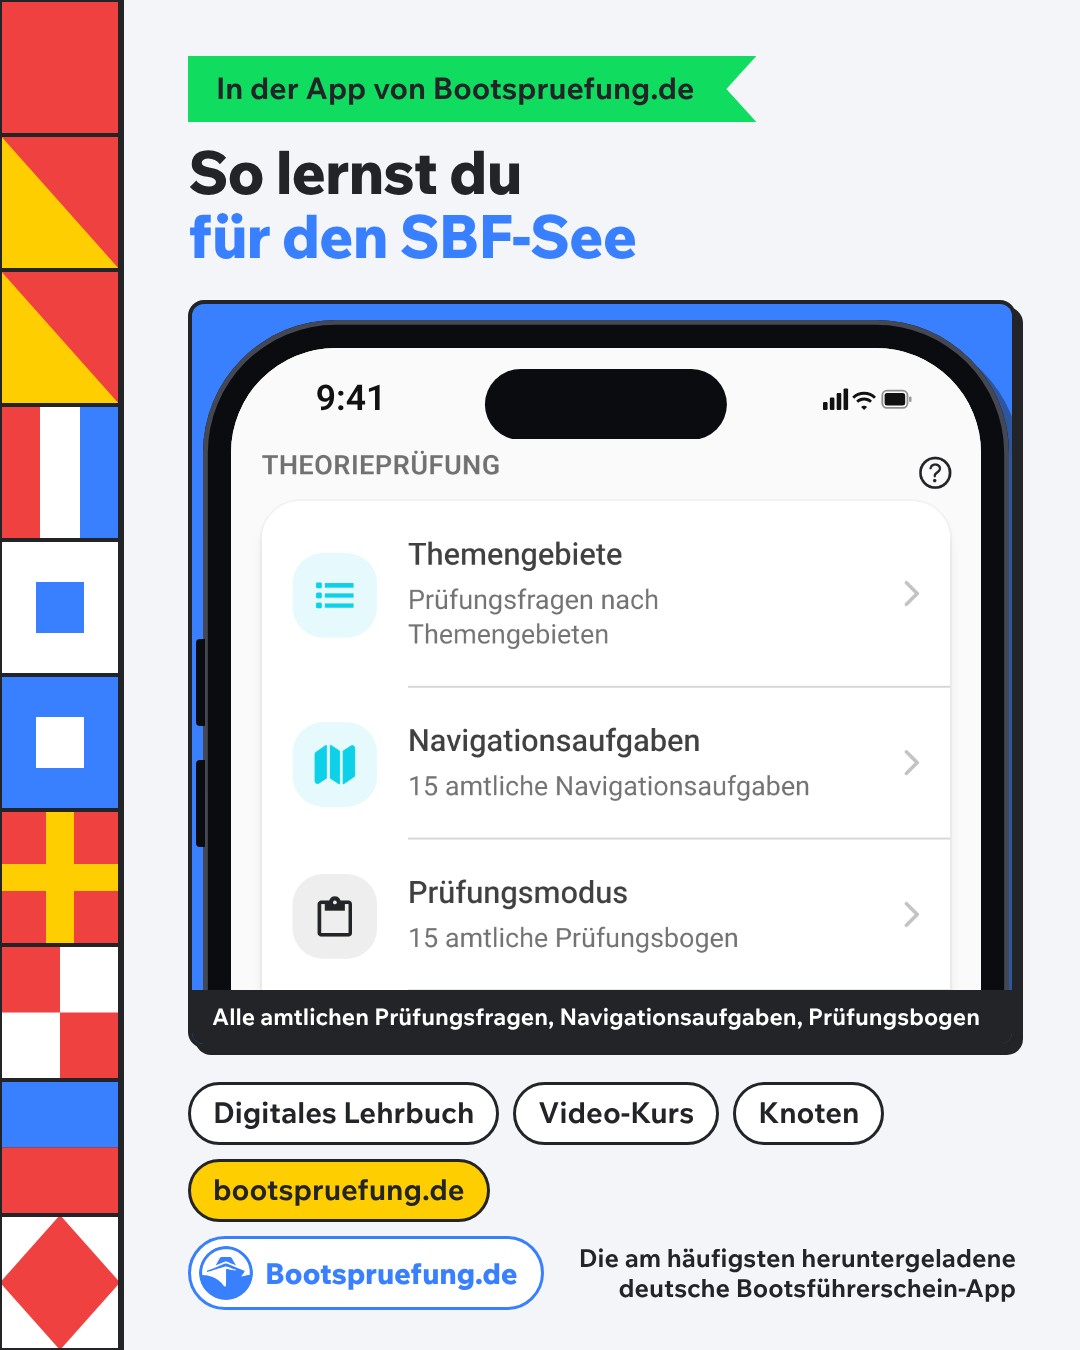 In der App von Bootspruefung.de
So lernst du
für den SBF-See
9:41
THEORIEPRÜFUNG
?
Themengebiete
Prüfungsfragen nach
Themengebieten
Navigationsaufgaben
15 amtliche Navigationsaufgaben
Prüfungsmodus
15 amtliche Prüfungsbogen
Alle amtlichen Prüfungsfragen, Navigationsaufgaben, Prüfungsbogen
Digitales Lehrbuch
Video-Kurs
Knoten
bootspruefung.de
Bootspruefung.de
Die am häufigsten heruntergeladene
deutsche Bootsführerschein-App